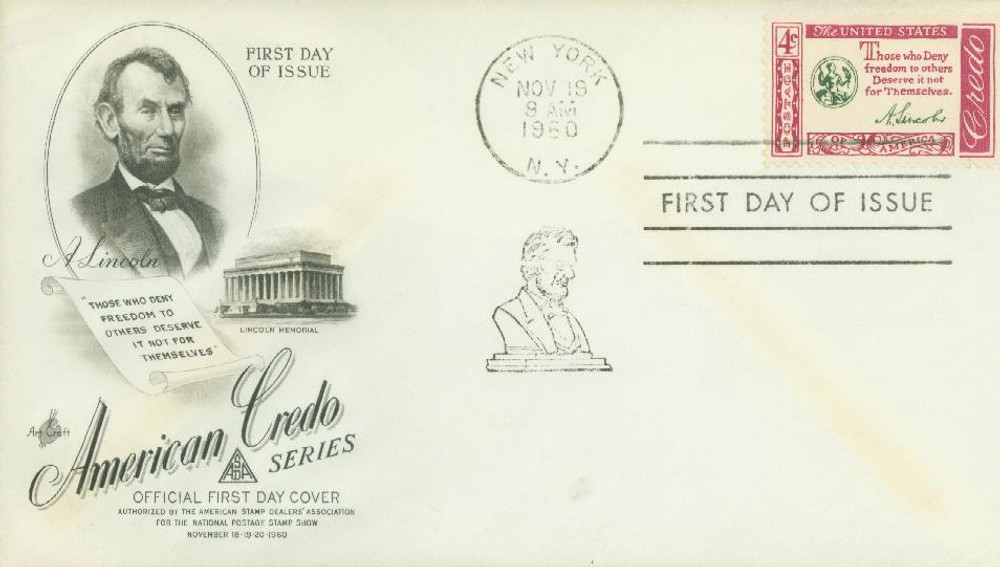 FIRST DAY
OF ISSUE
A. Lincoln
"THOSE WHO DENY
FREEDOM TO
OTHERS DESERVE
IT NOT FOR
THEMSELVES"
LINCOLN MEMORIAL
Art Craft
American Credo
SERIES
ASDA
OFFICIAL FIRST DAY COVER
AUTHORIZED BY THE AMERICAN STAMP DEALERS' ASSOCIATION
FOR THE NATIONAL POSTAGE STAMP SHOW
NOVEMBER 18-19-20-1960
NEW YORK
NOV 19
9 AM
1960
N. Y.
4¢
The UNITED STATES
Those who Deny
freedom to others
Deserve it not
for Themselves.
A. Lincoln
OF AMERICA
POSTAGE
Credo
FIRST DAY OF ISSUE